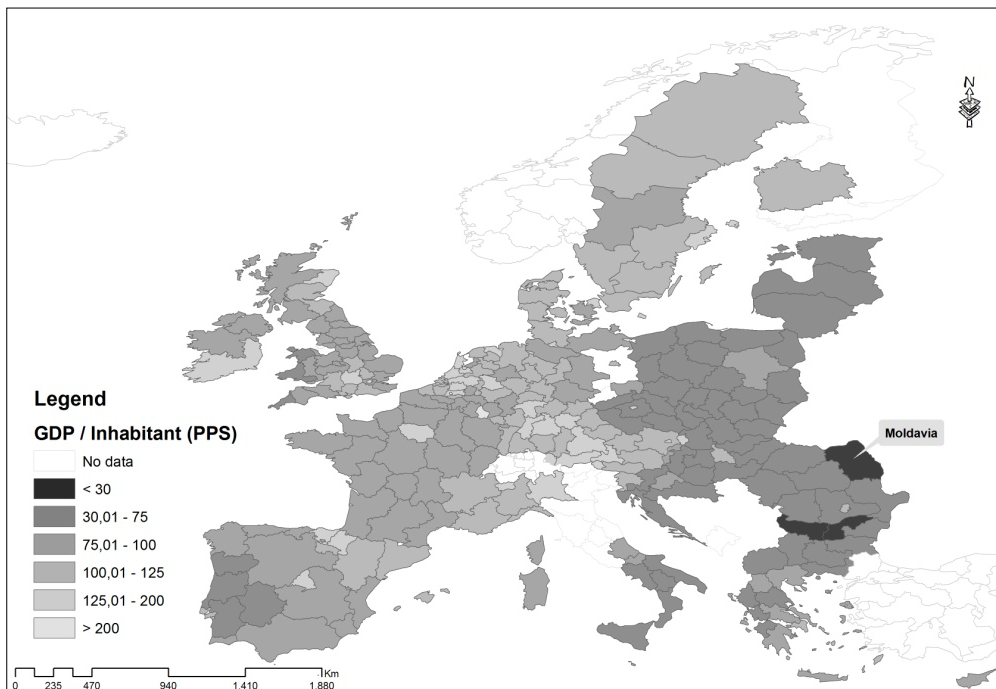 N
Moldavia
Legend
GDP / Inhabitant (PPS)
No data
< 30
30,01 - 75
75,01 - 100
100,01 - 125
125,01 - 200
> 200
Km
0 235 470 940 1.410 1.880